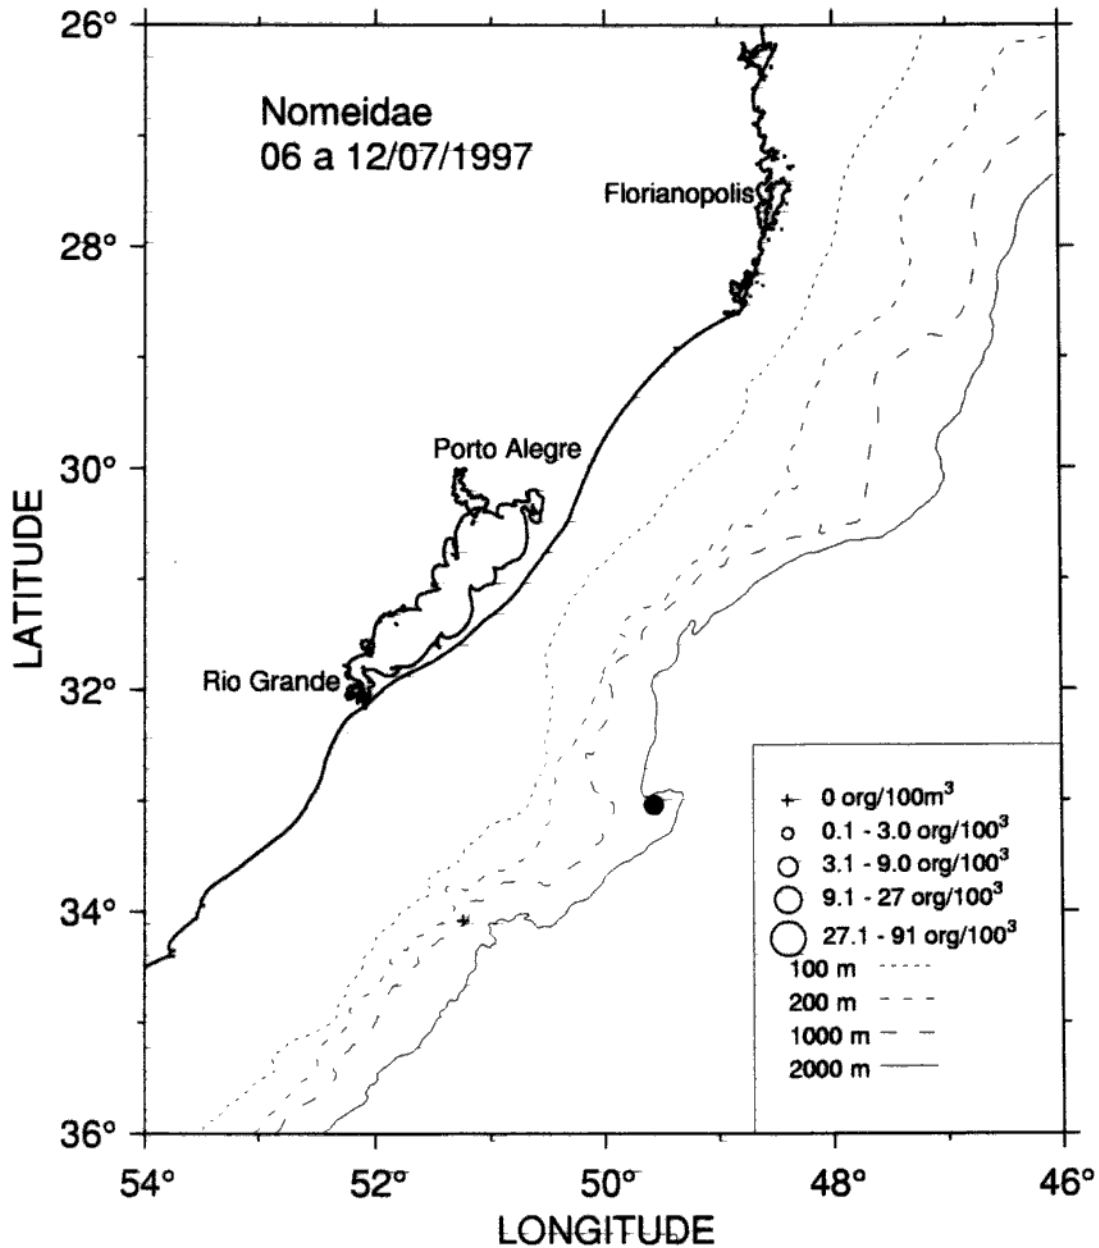 26°
Nomeidae
06 a 12/07/1997
Florianopolis
28°
Porto Alegre
30°
LATITUDE
Rio Grande
32°
0 org/100m³
0.1 - 3.0 org/100³
3.1 - 9.0 org/100³
9.1 - 27 org/100³
27.1 - 91 org/100³
34°
100 m
200 m
1000 m
2000 m
36°
54° 52° 50° 48° 46°
LONGITUDE